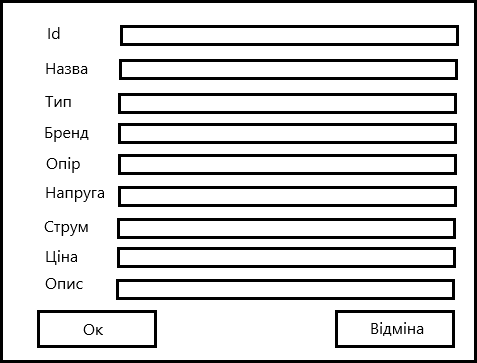 Id
Назва
Тип
Бренд
Опір
Напруга
Струм
Ціна
Опис
Ок
Відміна